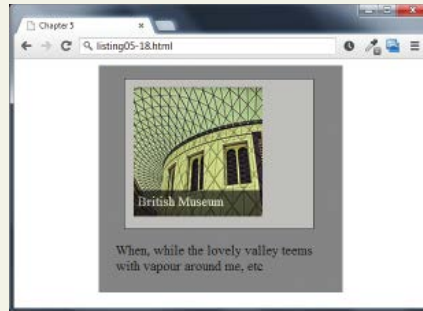 Chapter 5
listing05-18.html
British Museum
When, while the lovely valley teems
with vapour around me, etc